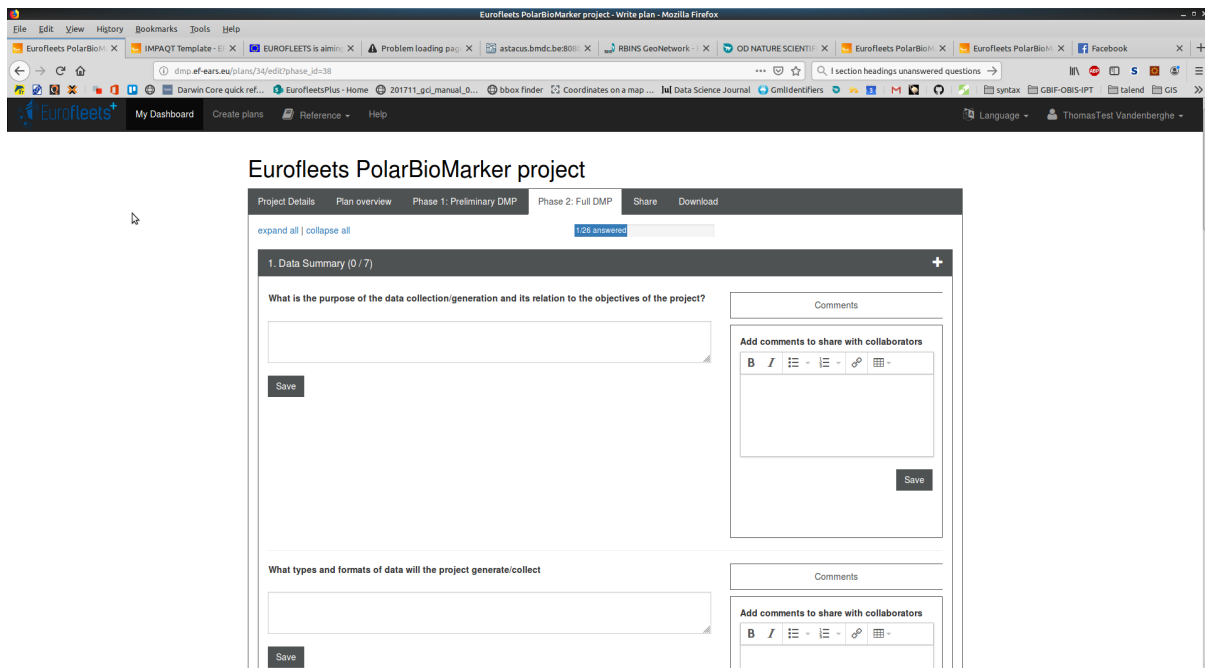 Eurofleets PolarBioMarker project - Write plan - Mozilla Firefox
File Edit View History Bookmarks Tools Help
Eurofleets PolarBioM IMPAQT Template - E EUROFLEETS is aiming Problem loading pag astacus.bmdc.be:808 RBINS GeoNetwork - OD NATURE SCIENTIF Eurofleets PolarBioM Eurofleets PolarBioM Facebook
dmp.ef-ears.eu/plans/34/edit?phase_id=38 I section headings unanswered questions
Darwin Core quick ref... EurofleetsPlus - Home 201711_gci_manual_0... bbox finder Coordinates on a map ... Data Science Journal GmlIdentifiers syntax GBIF-OBIS-IPT talend GIS
Eurofleets+ My Dashboard Create plans Reference Help Language ThomasTest Vandenberghe
Eurofleets PolarBioMarker project
Project Details Plan overview Phase 1: Preliminary DMP Phase 2: Full DMP Share Download
expand all | collapse all 1/26 answered
1. Data Summary (0 / 7)
What is the purpose of the data collection/generation and its relation to the objectives of the project?
Comments
Add comments to share with collaborators
B I
Save
Save
What types and formats of data will the project generate/collect
Comments
Add comments to share with collaborators
B I
Save